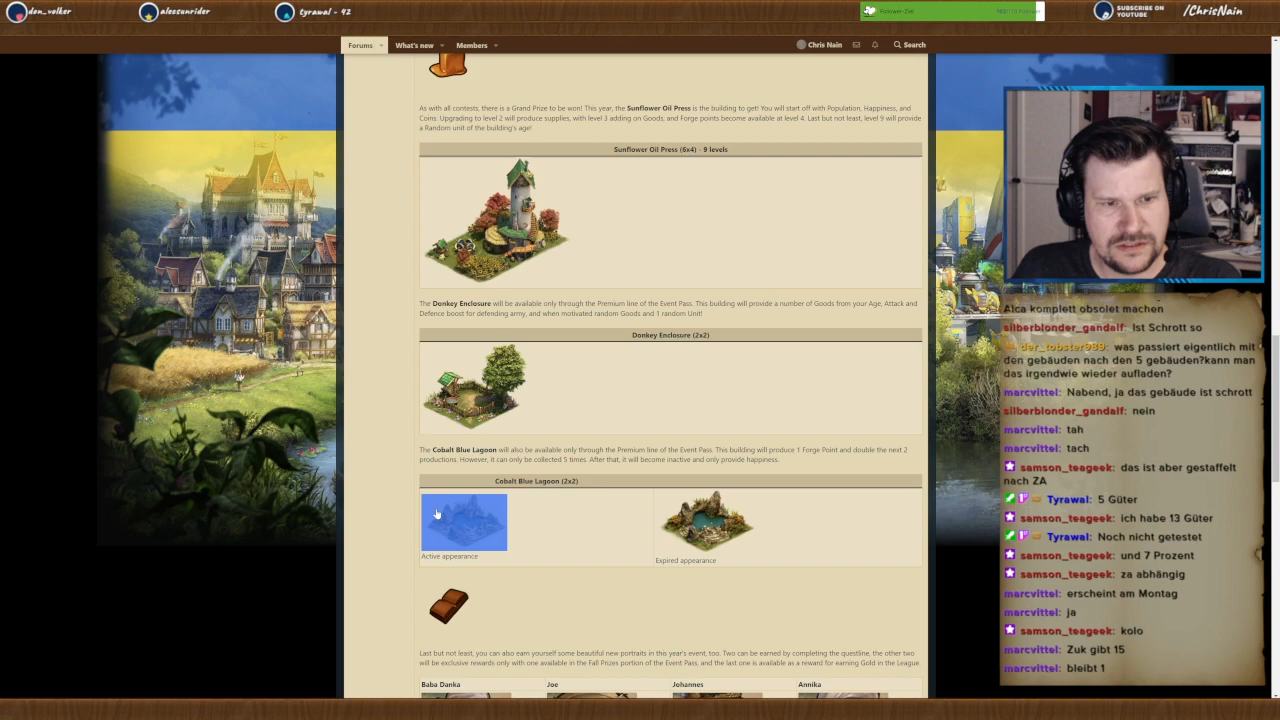 don_volker
aleesunrider
tyrawal - 42
Follower-Ziel
SUBSCRIBE ON
YOUTUBE
/ChrisNain
Forums
What's new
Members
Chris Nain
Search
As with all contests, there is a Grand Prize to be won! This year, the Sunflower Oil Press is the building to get! You will start off with Population, Happiness, and
Coins. Upgrading to level 2 will produce supplies, with level 3 adding on Goods, and Forge points become available at level 4. Last but not least, level 9 will provide
a Random unit of the building's age!
Sunflower Oil Press (6x4) - 9 levels
The Donkey Enclosure will be available only through the Premium line of the Event Pass. This building will provide a number of Goods from your Age, Attack and
Defence boost for defending army, and when motivated random Goods and 1 random Unit!
Donkey Enclosure (2x2)
The Cobalt Blue Lagoon will also be available only through the Premium line of the Event Pass. This building will produce 1 Forge Point and double the next 2
productions. However, it can only be collected 5 times. After that, it will become inactive and only provide happiness.
Cobalt Blue Lagoon (2x2)
Active appearance
Expired appearance
Last but not least, you can also earn yourself some beautiful new portraits in this year's event, too. Two can be earned by completing the questline, the other two
will be exclusive rewards only with one available in the Fall Prizes portion of the Event Pass, and the last one is available as a reward for earning Gold in the League.
Baba Danka
Joe
Johannes
Annika
Alca komplett obsolet machen
silberblonder_gandalf: Ist Schrott so
der_tobster989: was passiert eigentlich mit
den gebäuden nach den 5 gebäuden?kann man
das irgendwie wieder aufladen?
marcvittel: Nabend, ja das gebäude ist schrott
silberblonder_gandalf: nein
marcvittel: tah
marcvittel: tach
samson_teageek: das ist aber gestaffelt
nach ZA
Tyrawal: 5 Güter
samson_teageek: ich habe 13 Güter
Tyrawal: Noch nicht getestet
samson_teageek: und 7 Prozent
samson_teageek: za abhängig
marcvittel: erscheint am Montag
marcvittel: ja
samson_teageek: kolo
marcvittel: Zuk gibt 15
marcvittel: bleibt 1